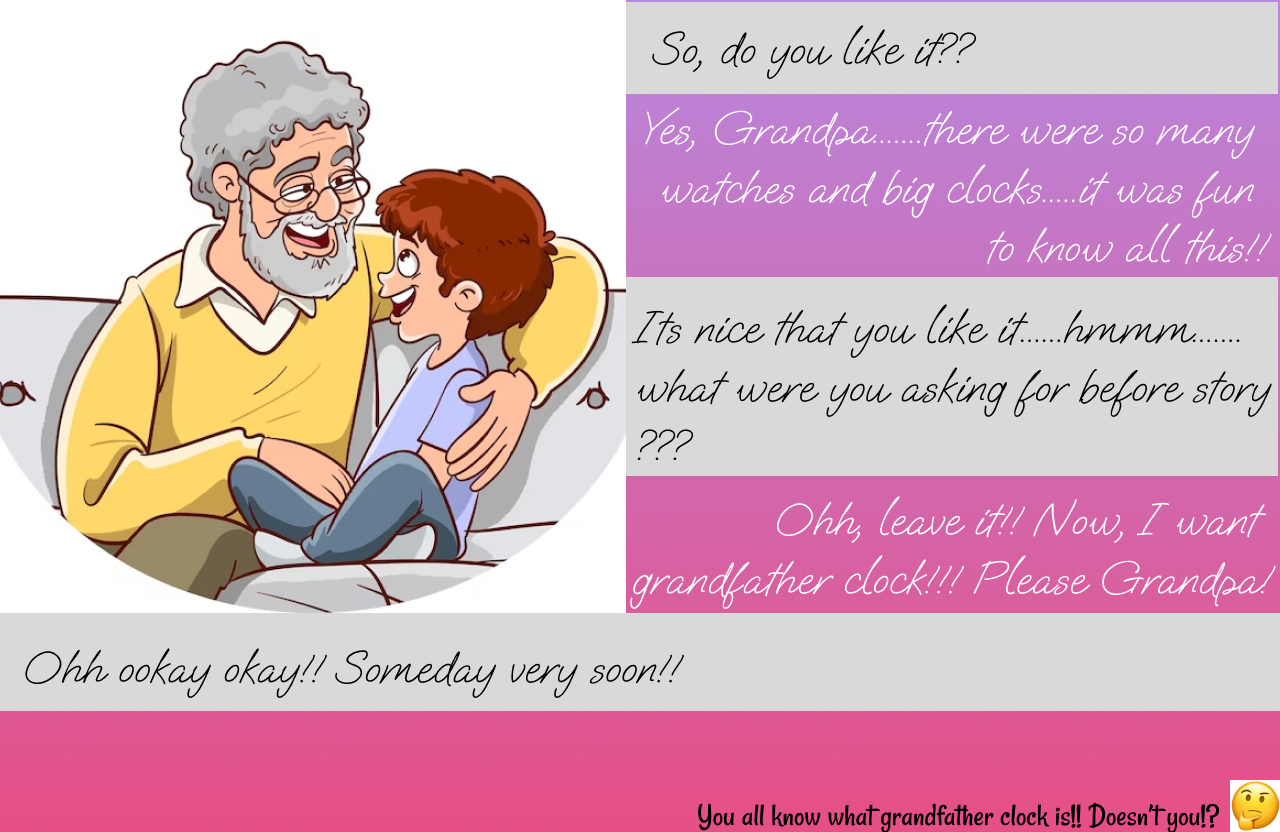 So, do you like it??
Yes, Grandpa.......there were so many
watches and big clocks.....it was fun
to know all this!!
Its nice that you like it......hmmm.......
what were you asking for before story
???
Ohh, leave it!! Now, I want
grandfather clock!!! Please Grandpa!
Ohh ookay okay!! Someday very soon!!
You all know what grandfather clock is!! Doesn't you!?